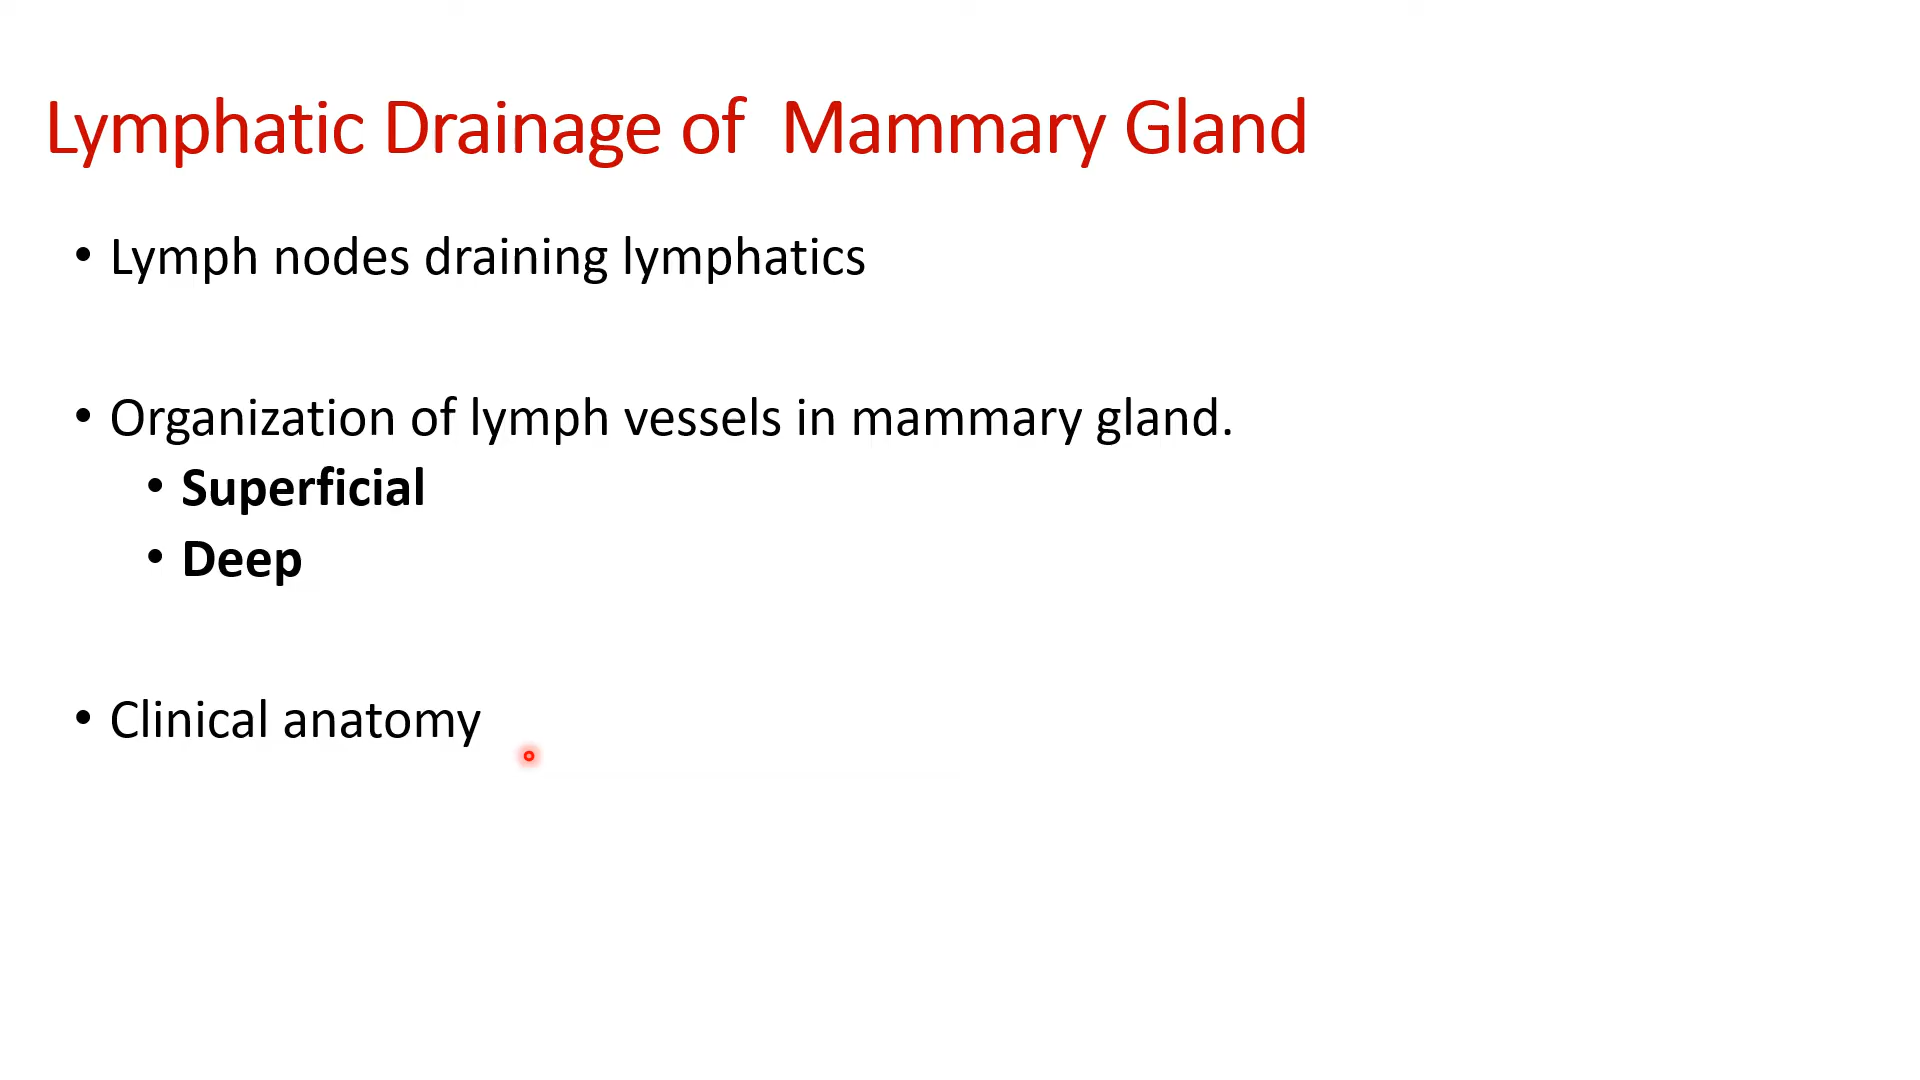 Lymphatic Drainage of  Mammary Gland
• Lymph nodes draining lymphatics
• Organization of lymph vessels in mammary gland.
• Superficial
• Deep
• Clinical anatomy